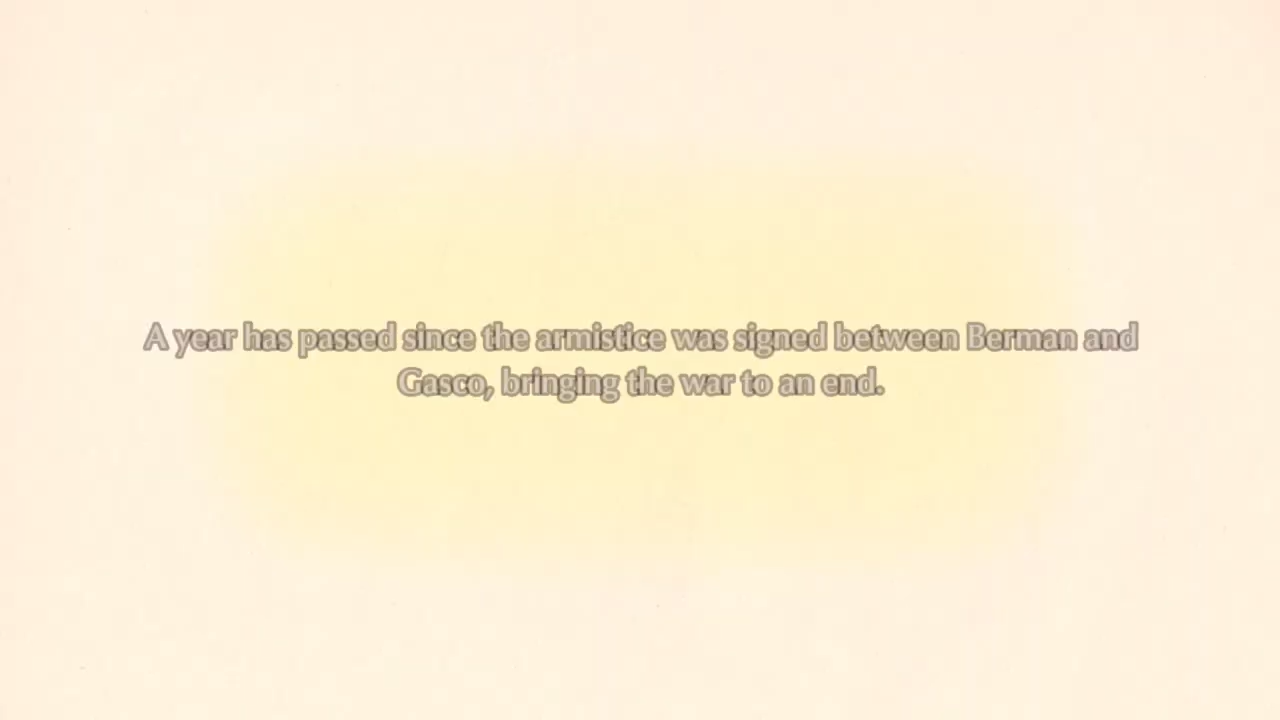 A year has passed since the armistice was signed between Berman and
Gasco, bringing the war to an end.